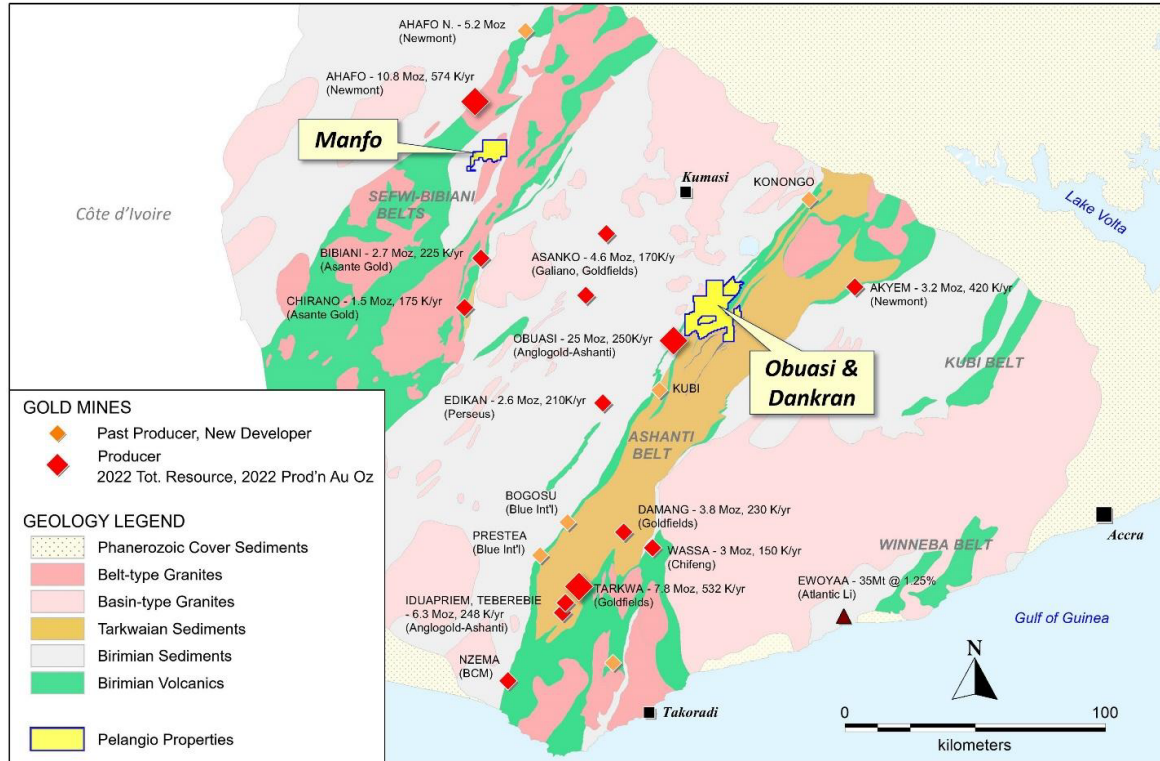 AHAFO N. - 5.2 Moz
(Newmont)
AHAFO - 10.8 Moz, 574 K/yr
(Newmont)
Manfo
Kumasi
KONONGO
Lake Volta
Côte d'Ivoire
SEFWI-BIBIANI
BELTS
BIBIANI - 2.7 Moz, 225 K/yr
(Asante Gold)
ASANKO - 4.6 Moz, 170K/y
(Galiano, Goldfields)
AKYEM - 3.2 Moz, 420 K/yr
(Newmont)
CHIRANO - 1.5 Moz, 175 K/yr
(Asante Gold)
OBUASI - 25 Moz, 250K/yr
(Anglogold-Ashanti)
Obuasi &
Dankran
KUBI BELT
KUBI
EDIKAN - 2.6 Moz, 210K/yr
(Perseus)
ASHANTI
BELT
BOGOSU
(Blue Int'l)
DAMANG - 3.8 Moz, 230 K/yr
(Goldfields)
PRESTEA
(Blue Int'l)
WASSA - 3 Moz, 150 K/yr
(Chifeng)
Accra
WINNEBA BELT
EWOYAA - 35Mt @ 1.25%
(Atlantic Li)
TARKWA - 7.8 Moz, 532 K/yr
(Goldfields)
IDUAPRIEM, TEBEREBIE
- 6.3 Moz, 248 K/yr
(Anglogold-Ashanti)
Gulf of Guinea
NZEMA
(BCM)
Takoradi
N
0 100
kilometers
GOLD MINES
Past Producer, New Developer
Producer
2022 Tot. Resource, 2022 Prod'n Au Oz
GEOLOGY LEGEND
Phanerozoic Cover Sediments
Belt-type Granites
Basin-type Granites
Tarkwaian Sediments
Birimian Sediments
Birimian Volcanics
Pelangio Properties